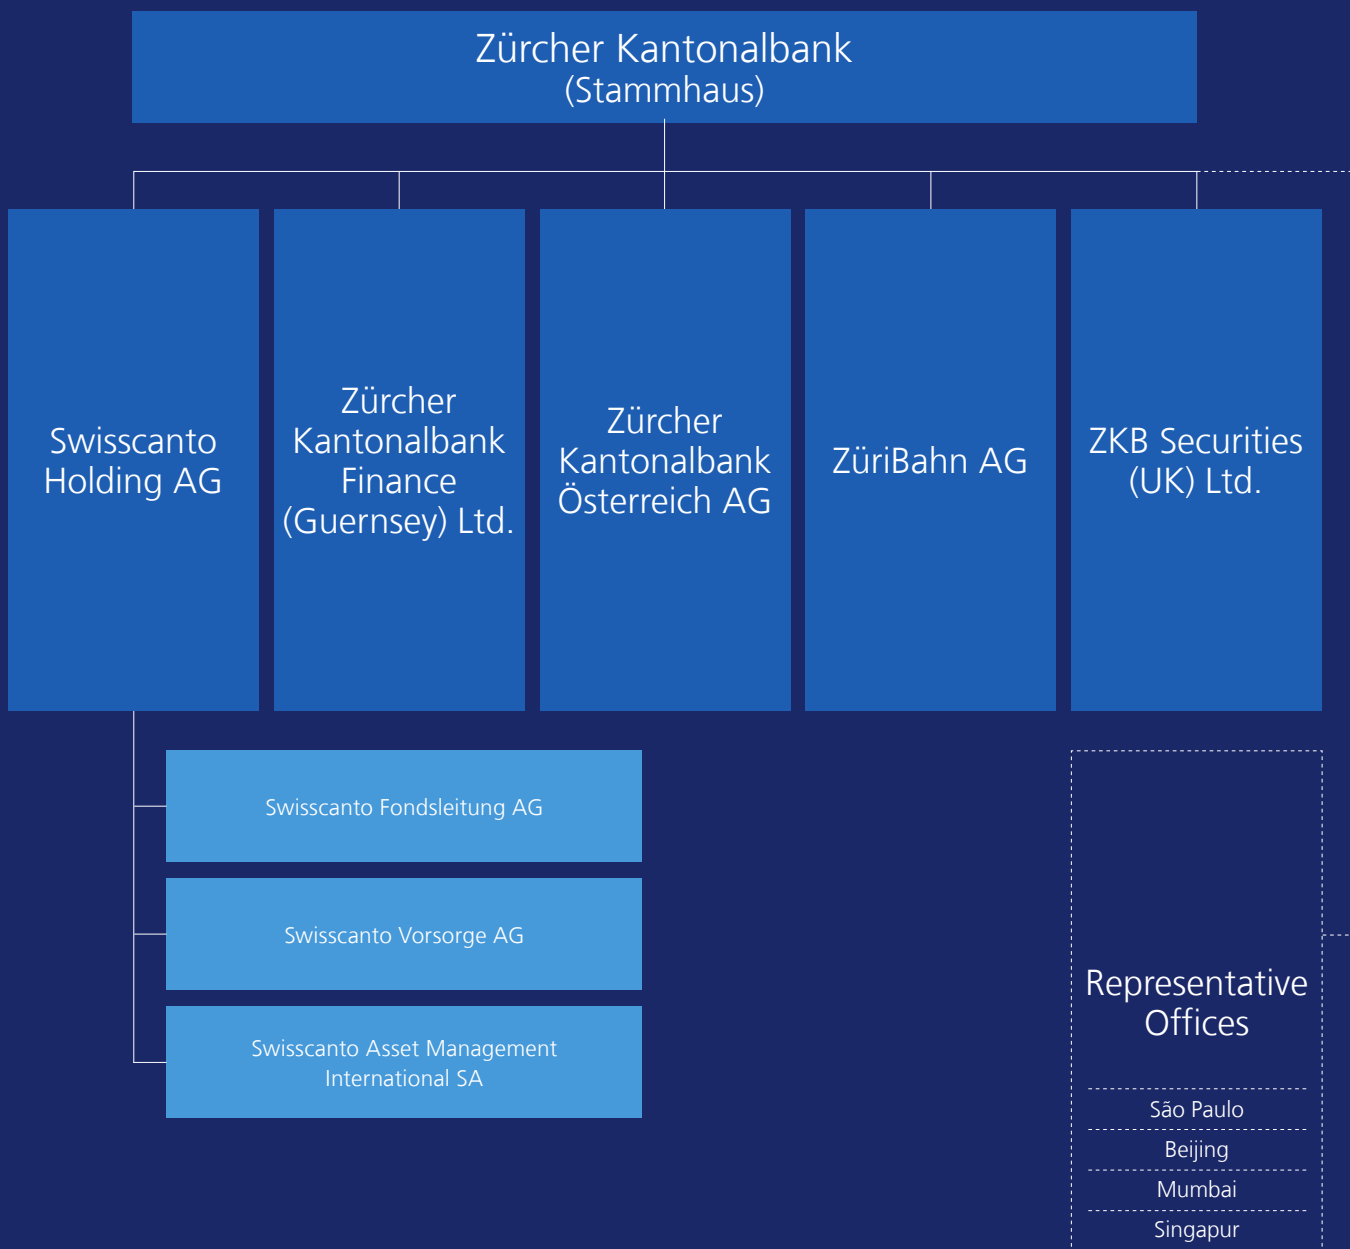 Zürcher Kantonalbank
(Stammhaus)
Swisscanto
Holding AG
Zürcher
Kantonalbank
Finance
(Guernsey) Ltd.
Zürcher
Kantonalbank
Österreich AG
ZüriBahn AG
ZKB Securities
(UK) Ltd.
Swisscanto Fondsleitung AG
Swisscanto Vorsorge AG
Swisscanto Asset Management
International SA
Representative
Offices
São Paulo
Beijing
Mumbai
Singapur